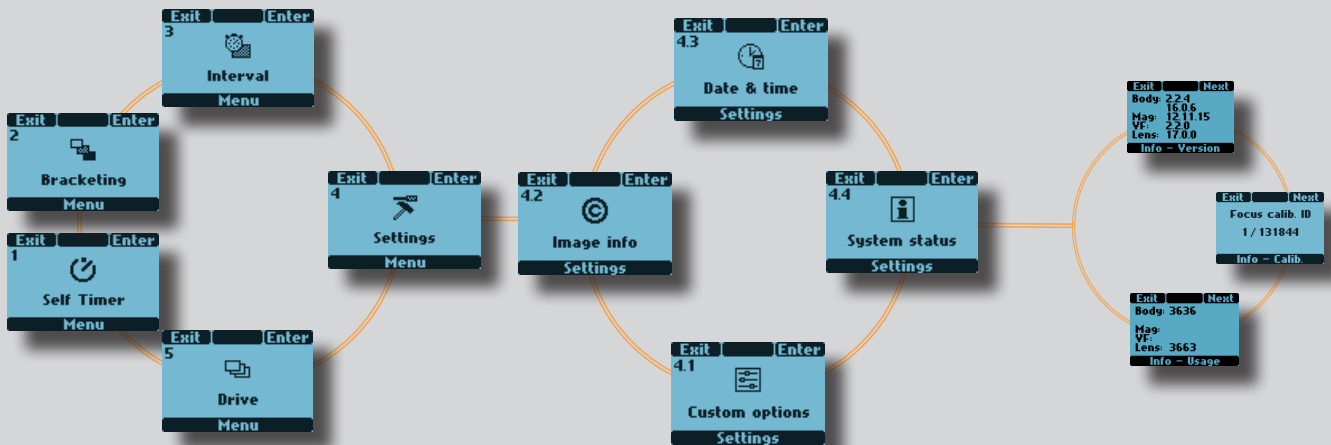 Exit Enter
3
Interval
Menu
Exit Enter
2
Bracketing
Menu
Exit Enter
1
Self Timer
Menu
Exit Enter
5
Drive
Menu
Exit Enter
4
Settings
Menu
Exit Enter
4.2
©
Image info
Settings
Exit Enter
4.3
7
Date & time
Settings
Exit Enter
4.1
Custom options
Settings
Exit Enter
4.4
i
System status
Settings
Exit Next
Body: 2.2.4
16.0.6
Mag: 12.11.15
VF: 2.2.0
Lens: 17.0.0
Info - Version
Exit Next
Focus calib. ID
1 / 131844
Info - Calib.
Exit Next
Body: 3636
Mag:
VF:
Lens: 3663
Info - Usage